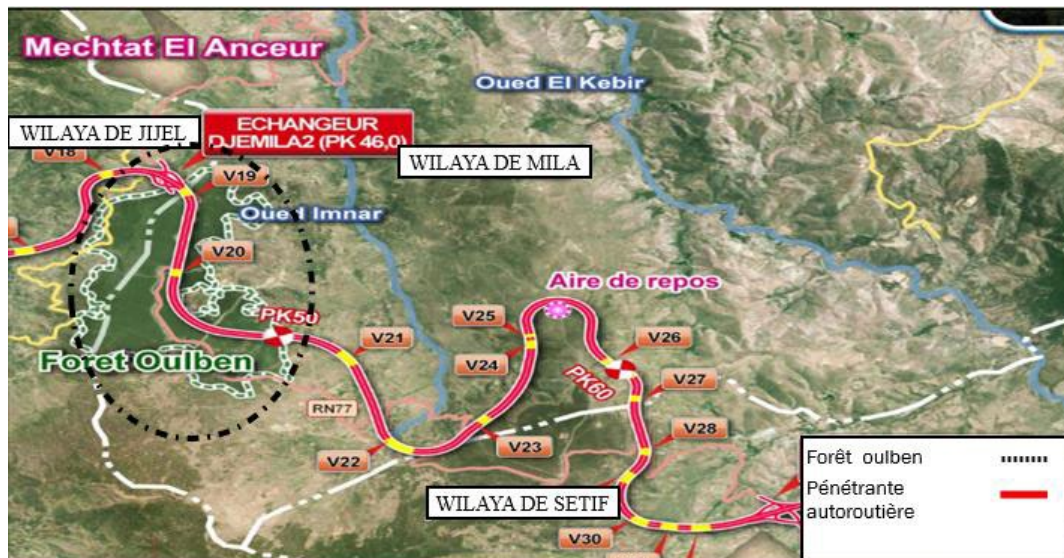 Mechtat El Anceur
Oued El Kebir
WILAYA DE JIJEL
ECHANGEUR
DJEMILA2 (PK 46,0)
WILAYA DE MILA
V18
V19
Oued Imnar
V20
Aire de repos
PK50
V25
V21
V26
Foret Oulben
V24
PK60
V27
RN77
V23
V28
V22
WILAYA DE SETIF
V30
Forêt oulben
Pénétrante
autoroutière